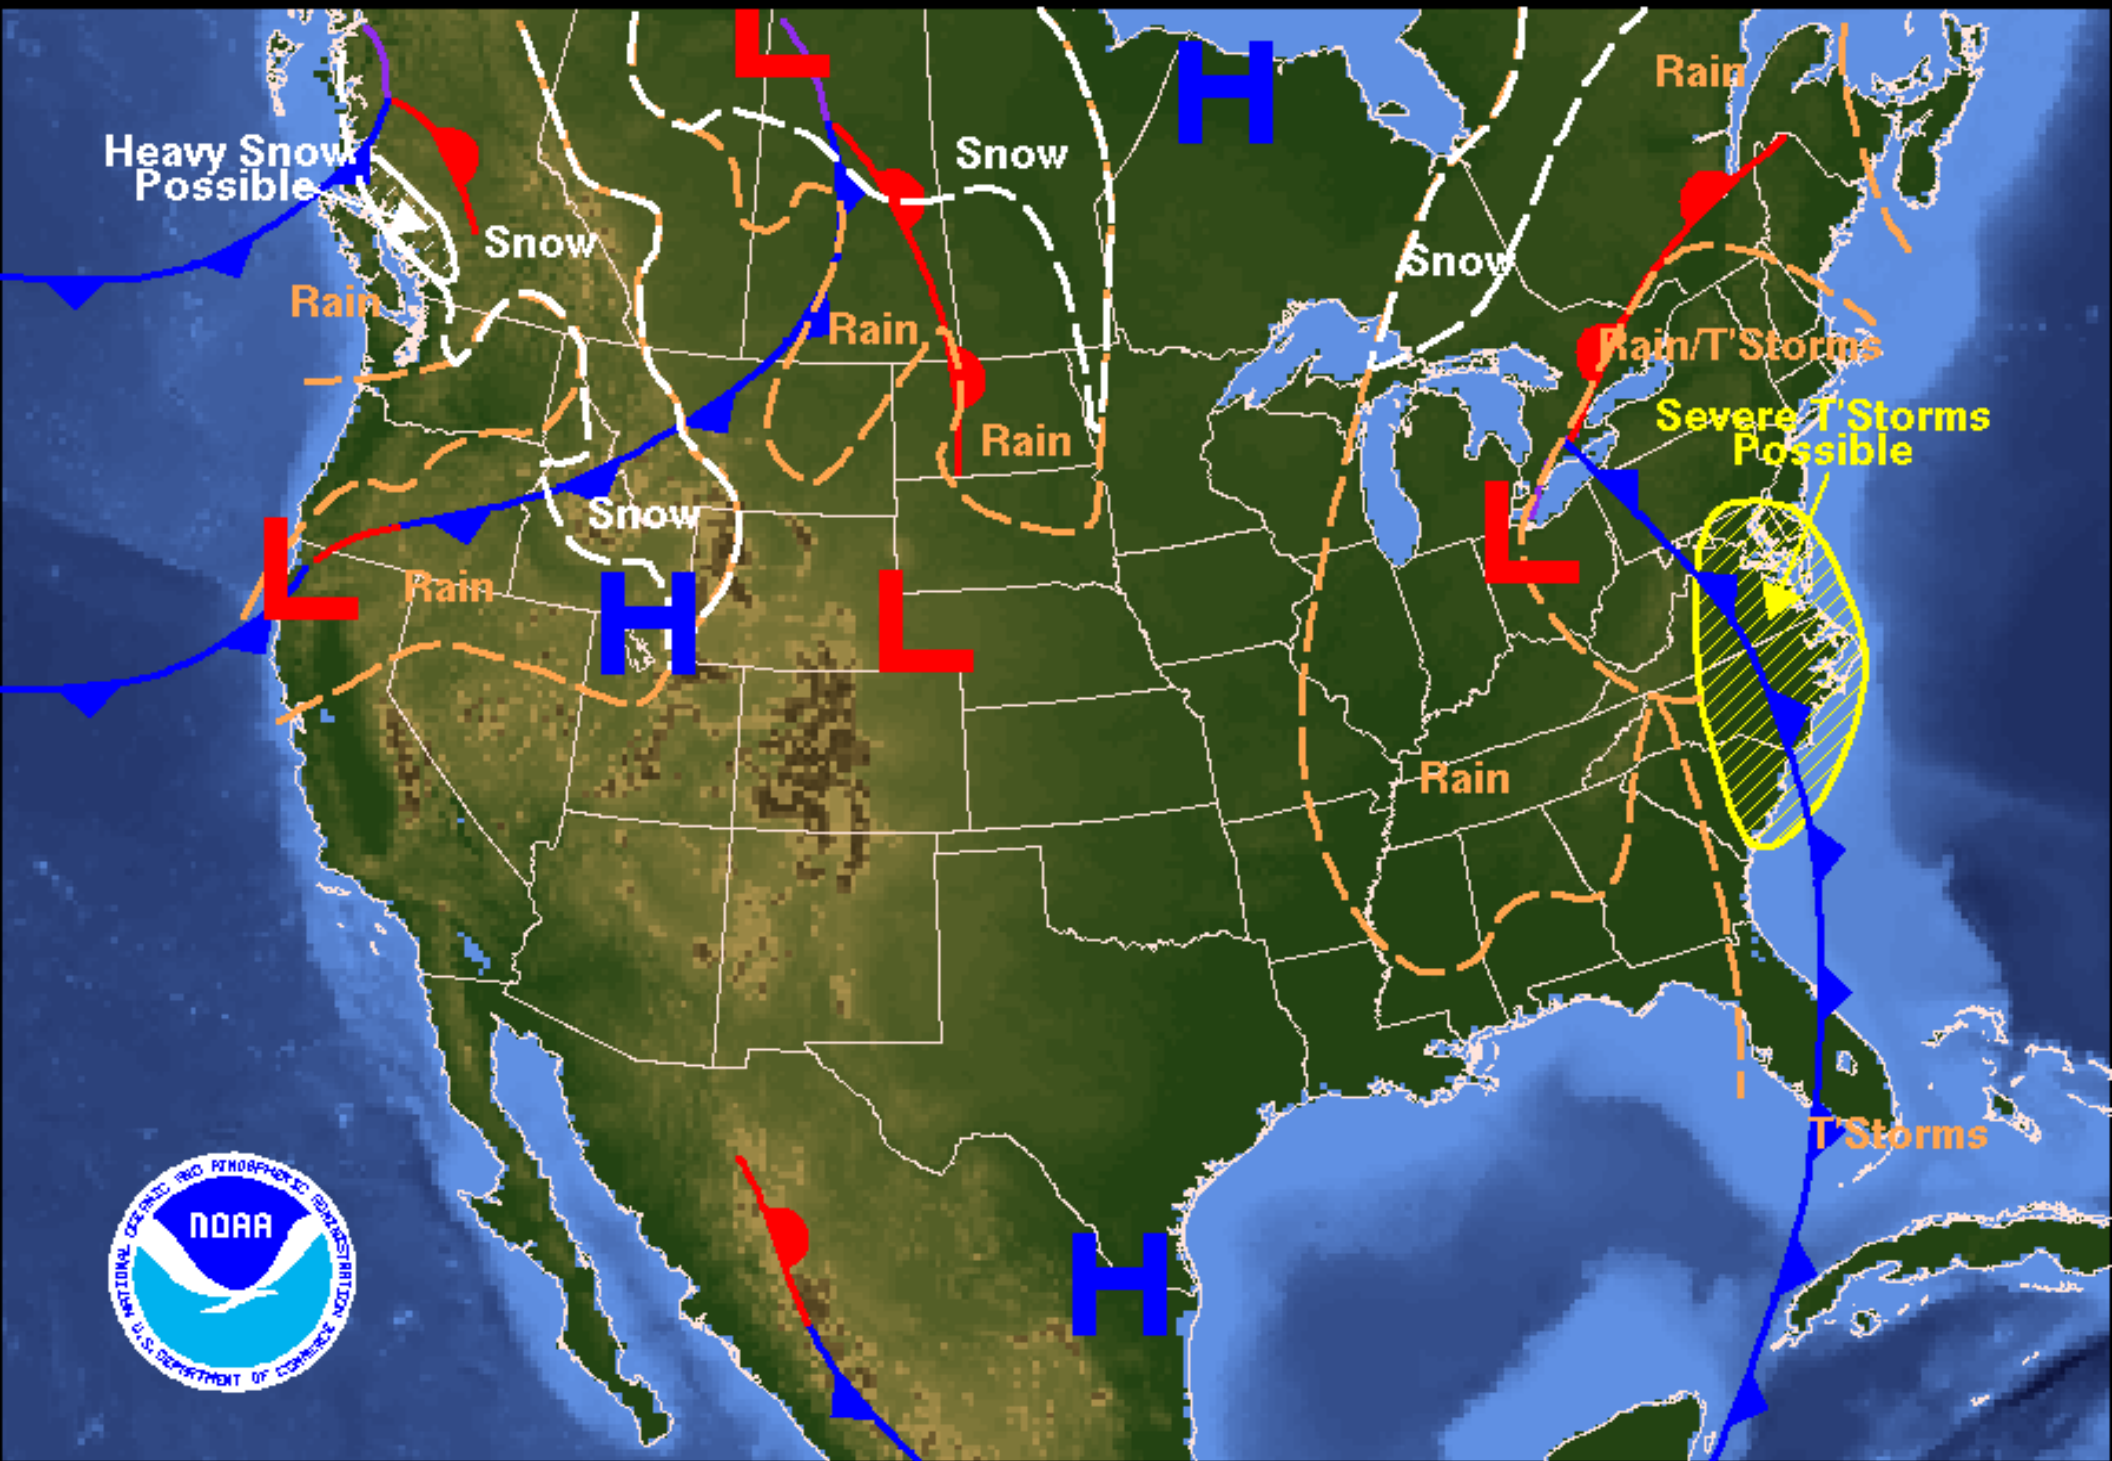 L
H
Rain
Heavy Snow
Possible
Snow
Snow
Snow
Rain
Rain
Rain/T'Storms
Severe T'Storms
Possible
Rain
L
Snow
L
Rain
H
L
Rain
T'Storms
H
NOAA
NATIONAL OCEANIC AND ATMOSPHERIC ADMINISTRATION
U.S. DEPARTMENT OF COMMERCE